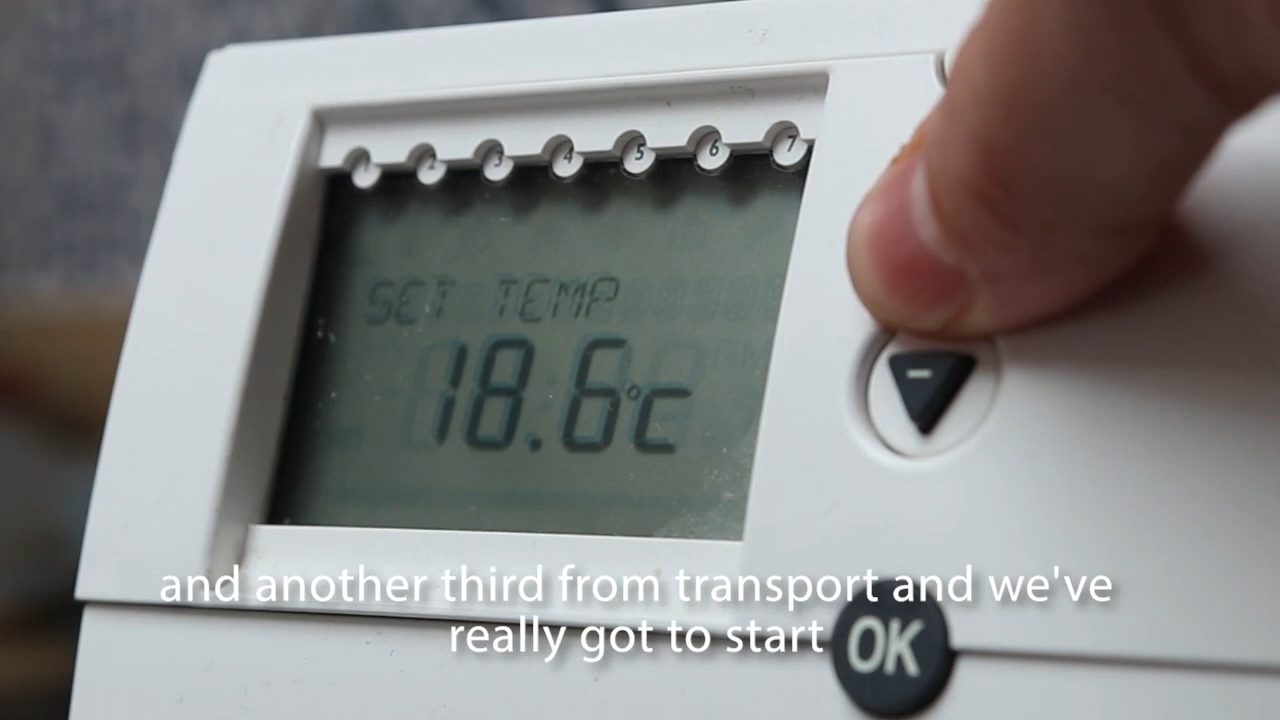 1 2 3 4 5 6 7
SET TEMP
18.6°C
-
OK
and another third from transport and we've
really got to start